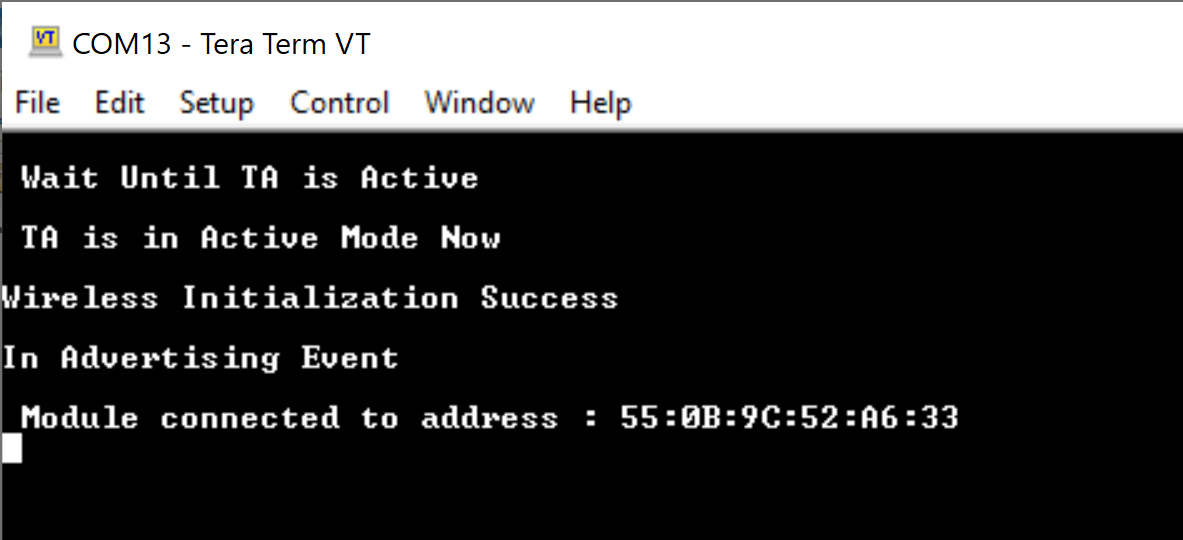 VT
COM13 - Tera Term VT
File Edit Setup Control Window Help
Wait Until TA is Active
TA is in Active Mode Now
Wireless Initialization Success
In Advertising Event
Module connected to address : 55:0B:9C:52:A6:33